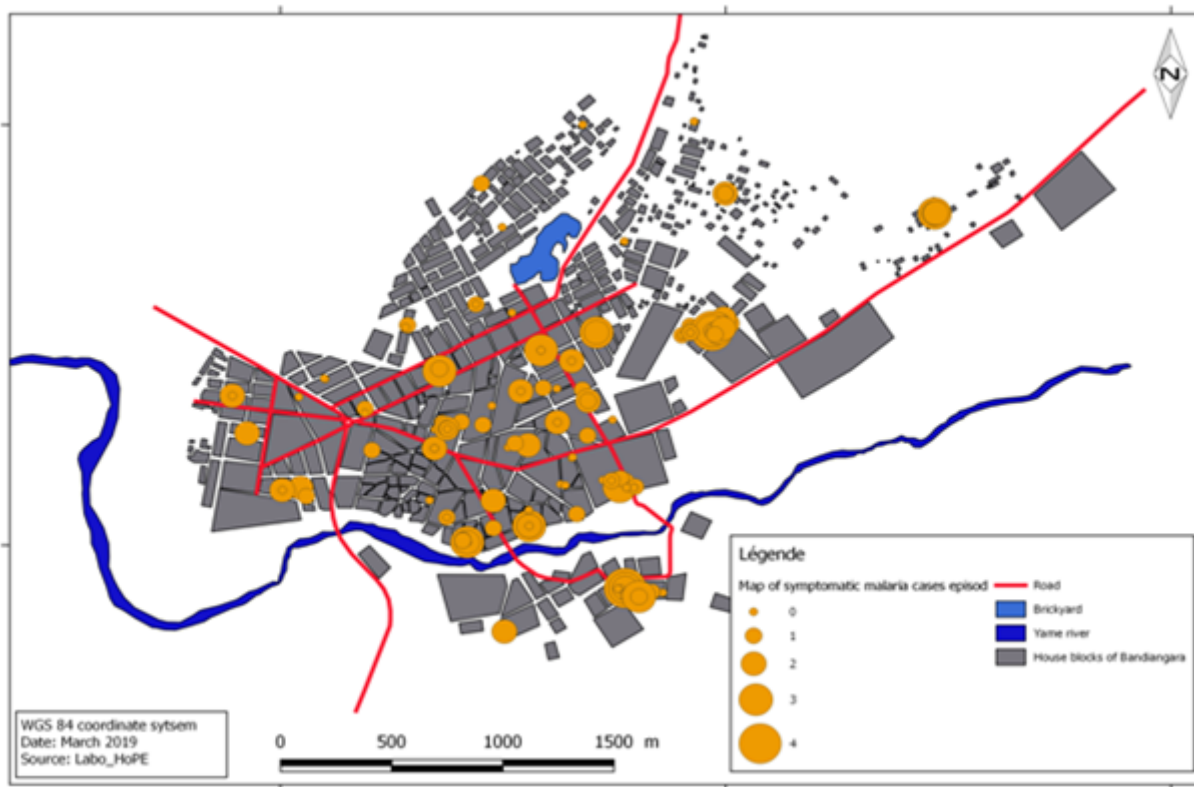 N
Légende
Map of symptomatic malaria cases episod
0
1
2
3
4
Road
Brickyard
Yame river
House blocks of Bandiangara
WGS 84 coordinate sytsem
Date: March 2019
Source: Labo_HoPE
0 500 1000 1500 m